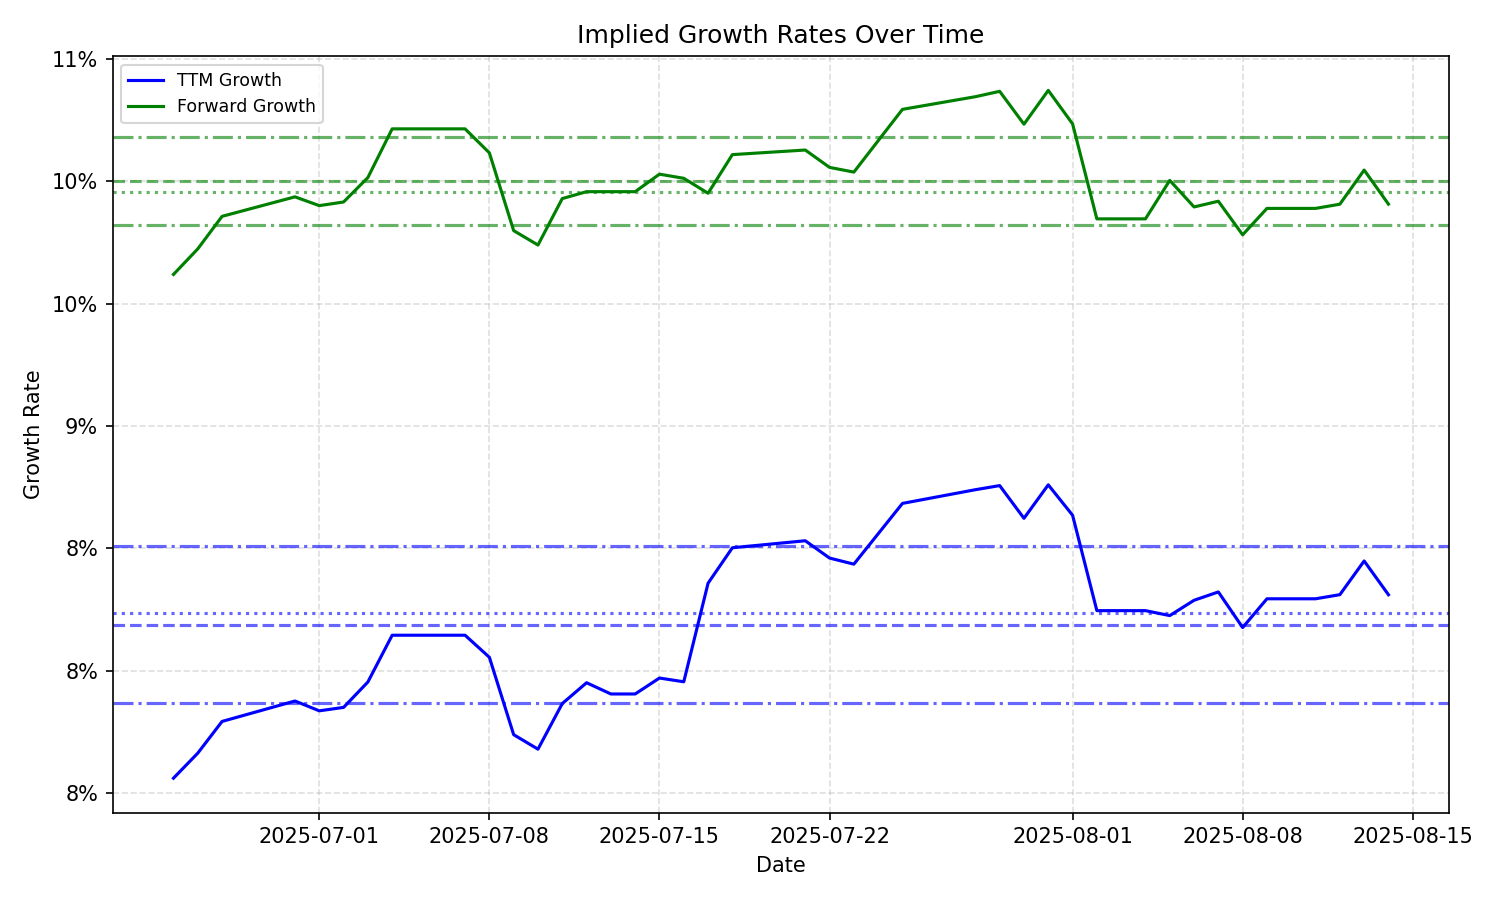 Implied Growth Rates Over Time
TTM Growth
Forward Growth
11%
10%
10%
9%
8%
8%
8%
Growth Rate
2025-07-01
2025-07-08
2025-07-15
2025-07-22
2025-08-01
2025-08-08
2025-08-15
Date